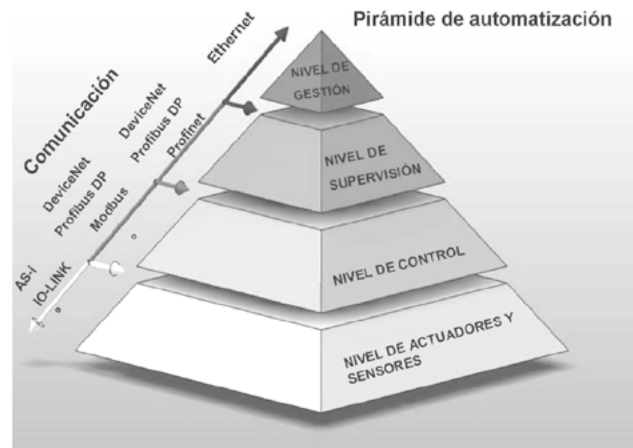 Pirámide de automatización
Comunicación
Ethernet
DeviceNet
Profibus DP
Profinet
DeviceNet
Profibus DP
Modbus
AS-i
IO-LINK
NIVEL DE
GESTIÓN
NIVEL DE
SUPERVISIÓN
NIVEL DE CONTROL
NIVEL DE ACTUADORES Y
SENSORES